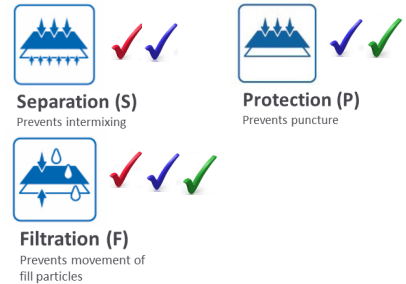 Separation (S)
Prevents intermixing
Protection (P)
Prevents puncture
Filtration (F)
Prevents movement of
fill particles